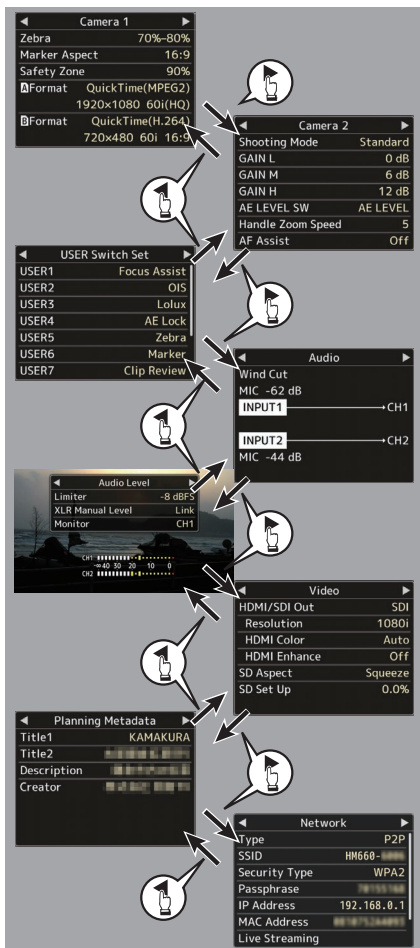 Camera 1
Zebra 70%–80%
Marker Aspect 16:9
Safety Zone 90%
AFormat QuickTime(MPEG2)
1920×1080 60i(HQ)
BFormat QuickTime(H.264)
720×480 60i 16:9
Camera 2
Shooting Mode Standard
GAIN L 0 dB
GAIN M 6 dB
GAIN H 12 dB
AE LEVEL SW AE LEVEL
Handle Zoom Speed 5
AF Assist Off
USER Switch Set
USER1 Focus Assist
USER2 OIS
USER3 Lolux
USER4 AE Lock
USER5 Zebra
USER6 Marker
USER7 Clip Review
Audio
Wind Cut
MIC -62 dB
INPUT1 CH1
INPUT2 CH2
MIC -44 dB
Audio Level
Limiter -8 dBFS
XLR Manual Level Link
Monitor CH1
CH1
-∞40 30 20 10 0
CH2
Video
HDMI/SDI Out SDI
Resolution 1080i
HDMI Color Auto
HDMI Enhance Off
SD Aspect Squeeze
SD Set Up 0.0%
Planning Metadata
Title1 KAMAKURA
Title2
Description
Creator
Network
Type P2P
SSID HM660-
Security Type WPA2
Passphrase
IP Address 192.168.0.1
MAC Address
Live Streaming